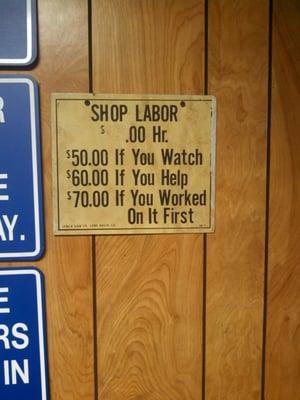 SHOP LABOR
$ .00 Hr.
$50.00 If You Watch
$60.00 If You Help
$70.00 If You Worked
On It First
R
E
Y.
E
RS
IN